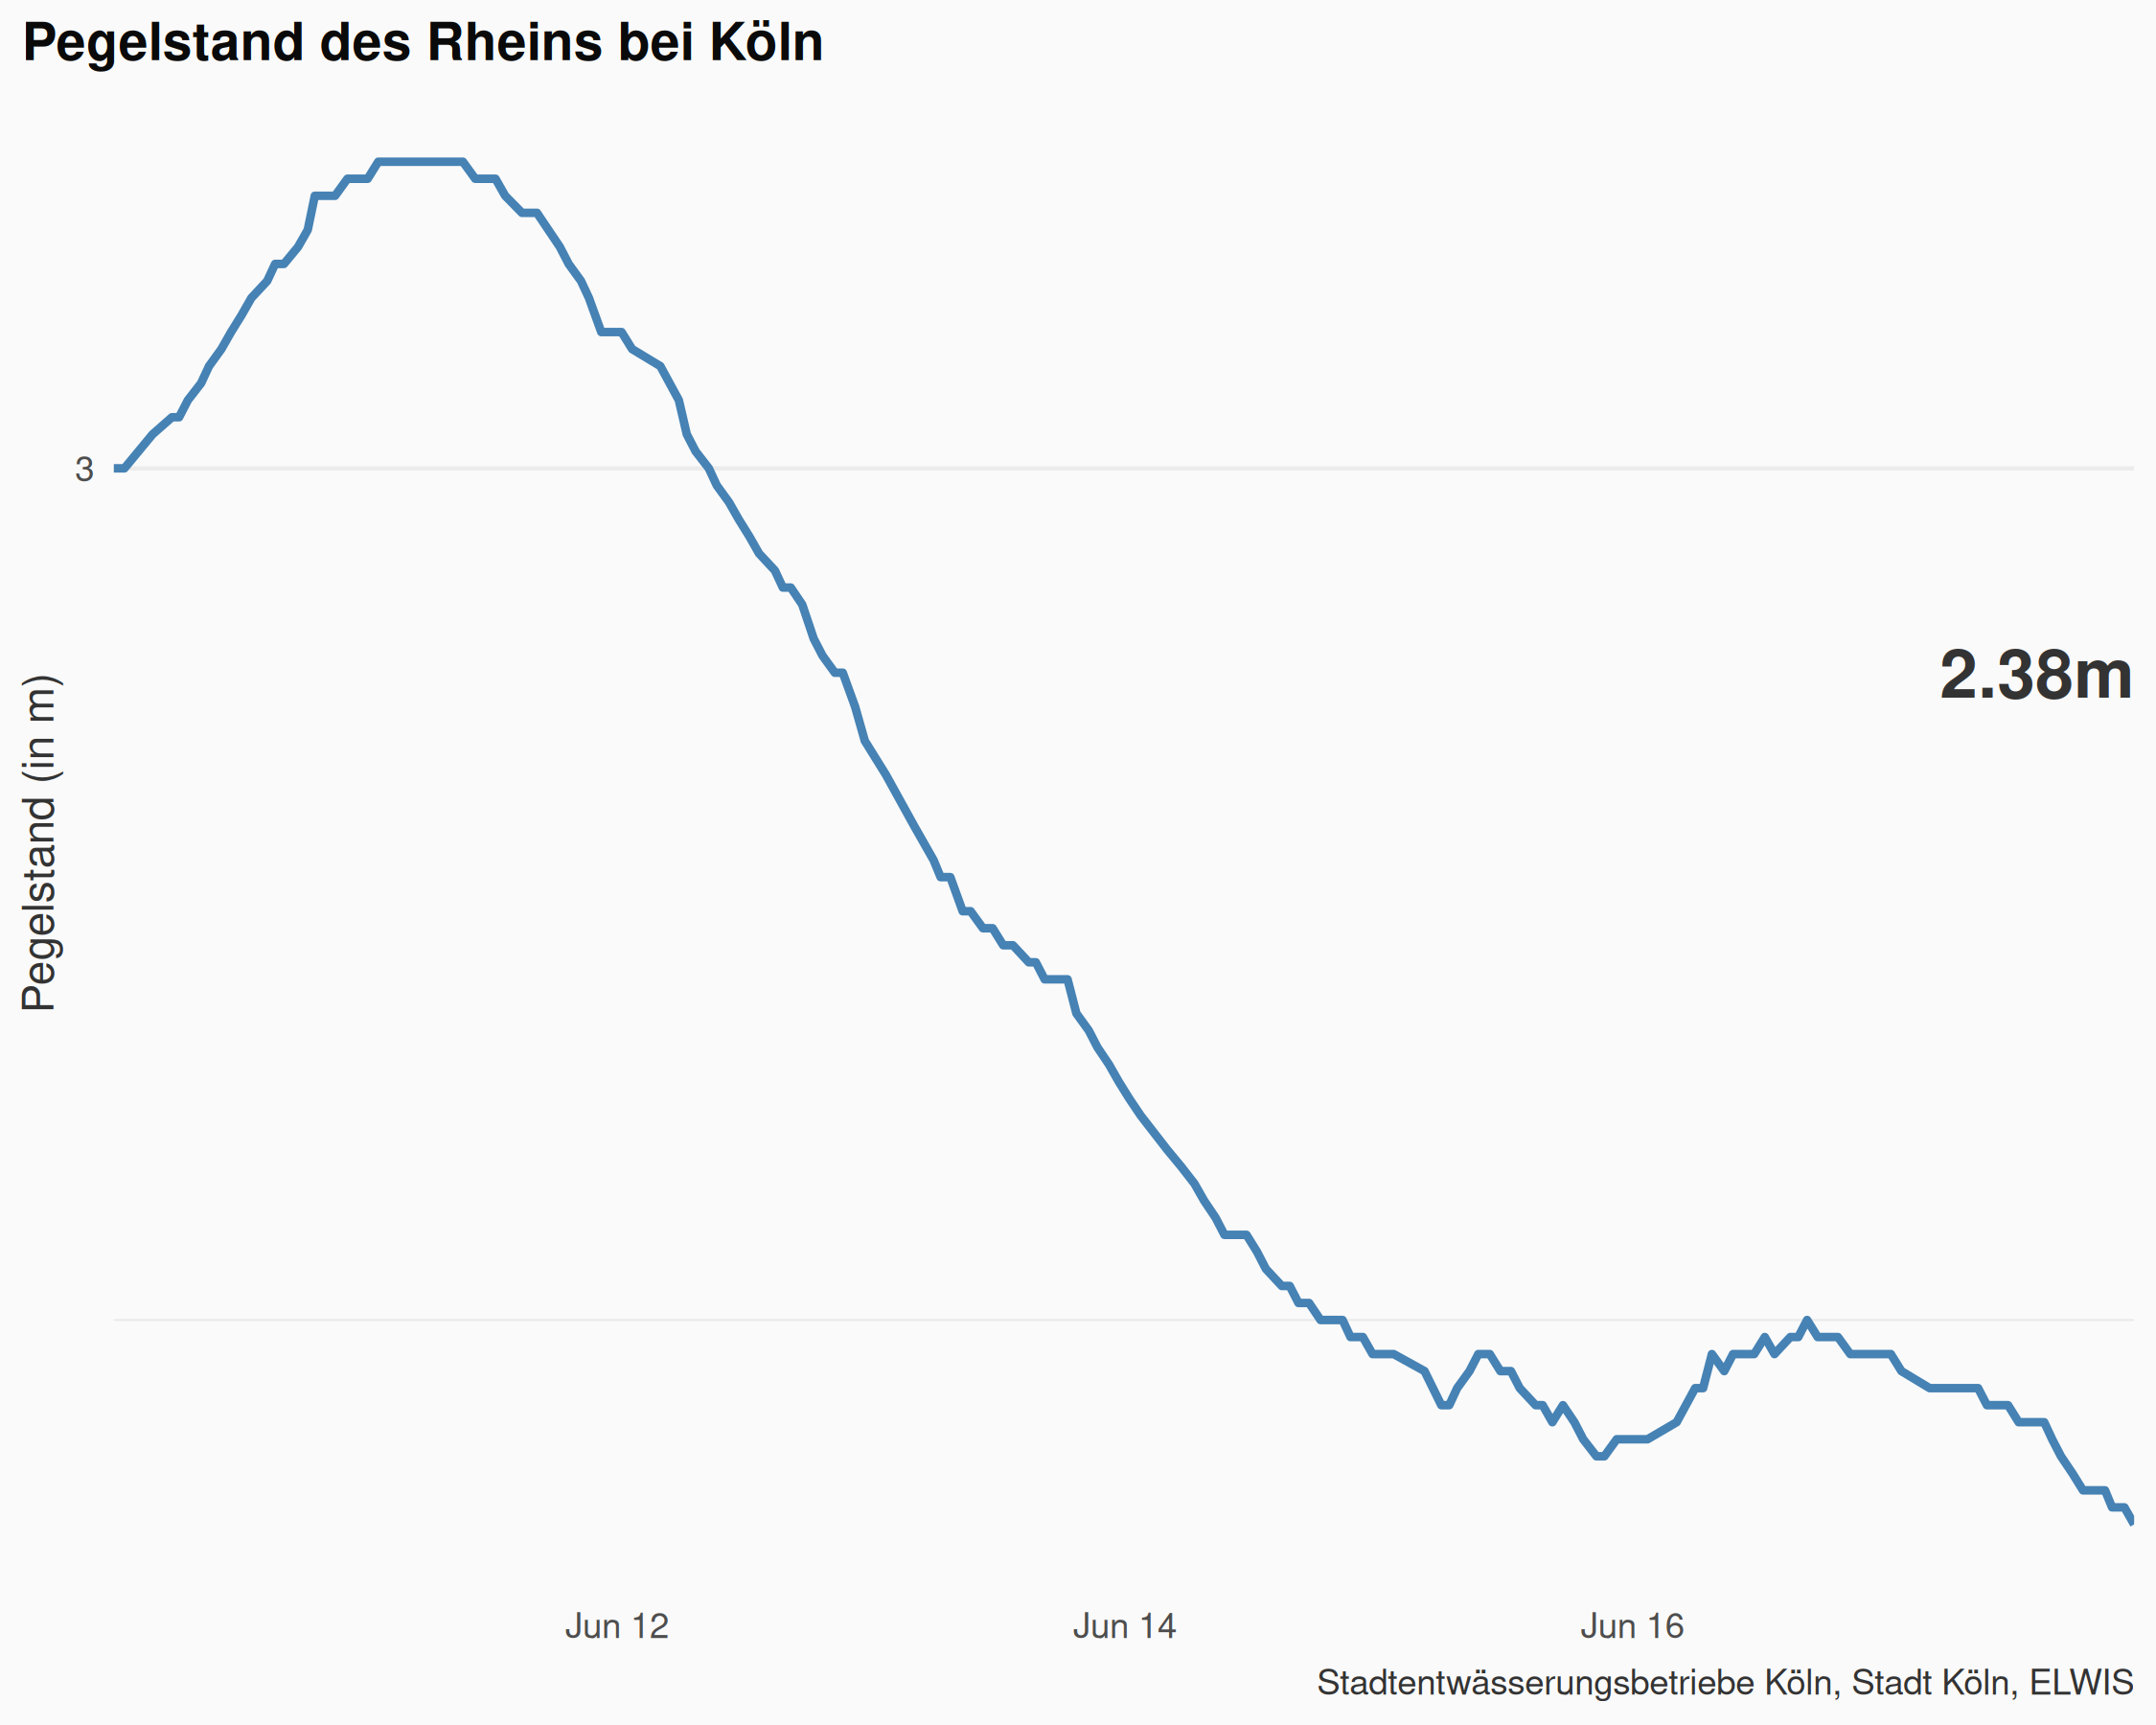 Pegelstand des Rheins bei Köln
3
2.38m
Pegelstand (in m)
Jun 12
Jun 14
Jun 16
Stadtentwässerungsbetriebe Köln, Stadt Köln, ELWIS